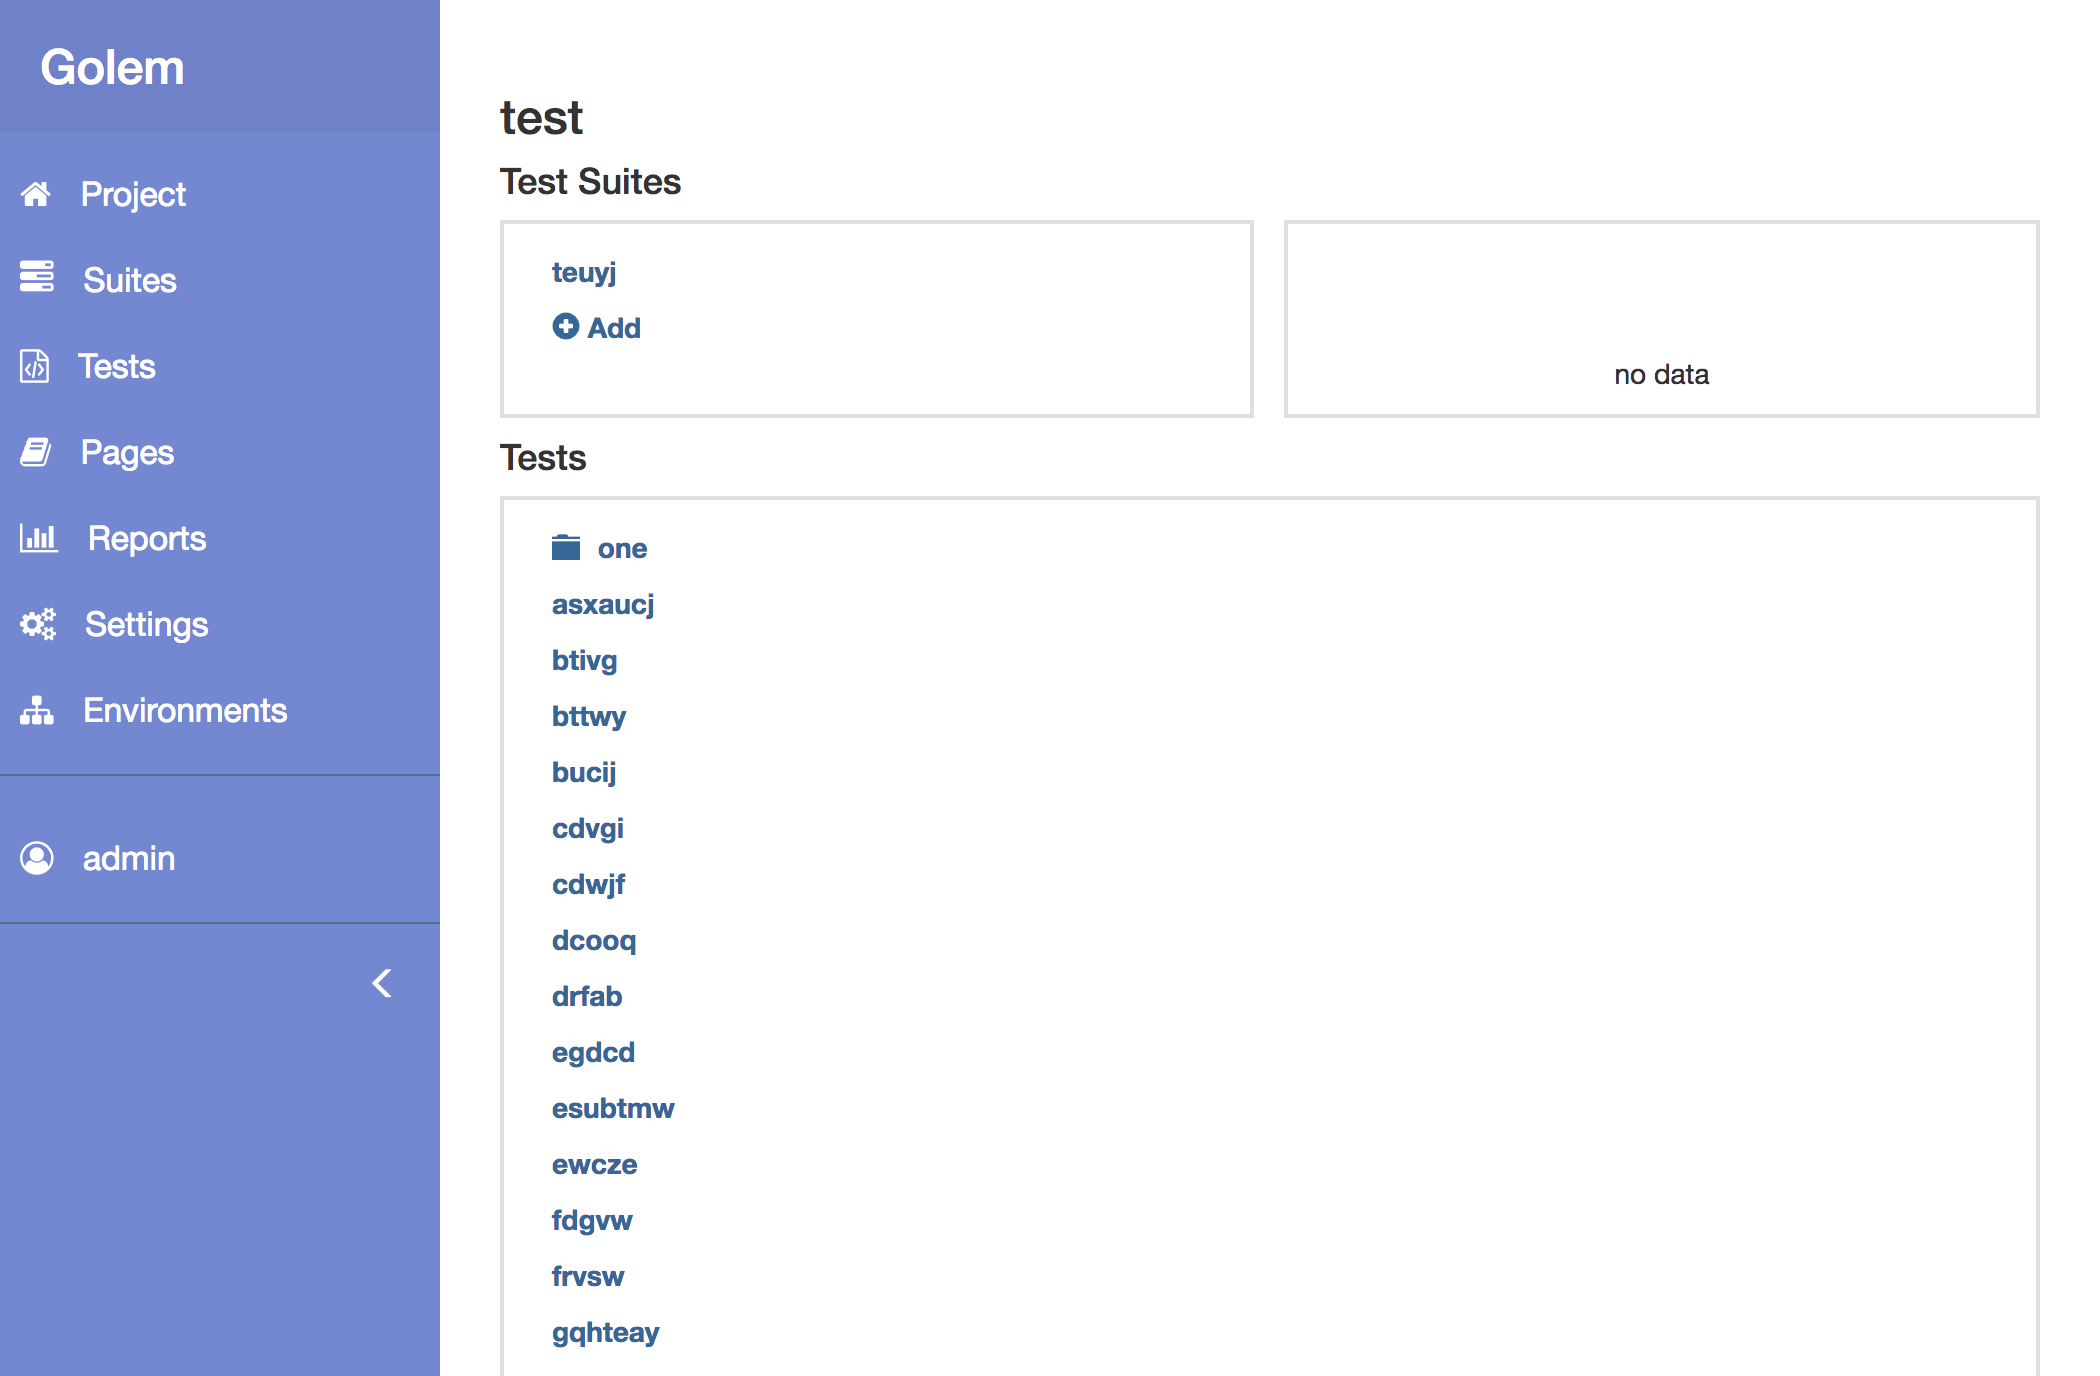 Golem
Project
Suites
Tests
Pages
Reports
Settings
Environments
admin
test
Test Suites
teuyj
Add
no data
Tests
one
asxaucj
btivg
bttwy
bucij
cdvgi
cdwjf
dcooq
drfab
egdcd
esubtmw
ewcze
fdgvw
frvsw
gqhteay